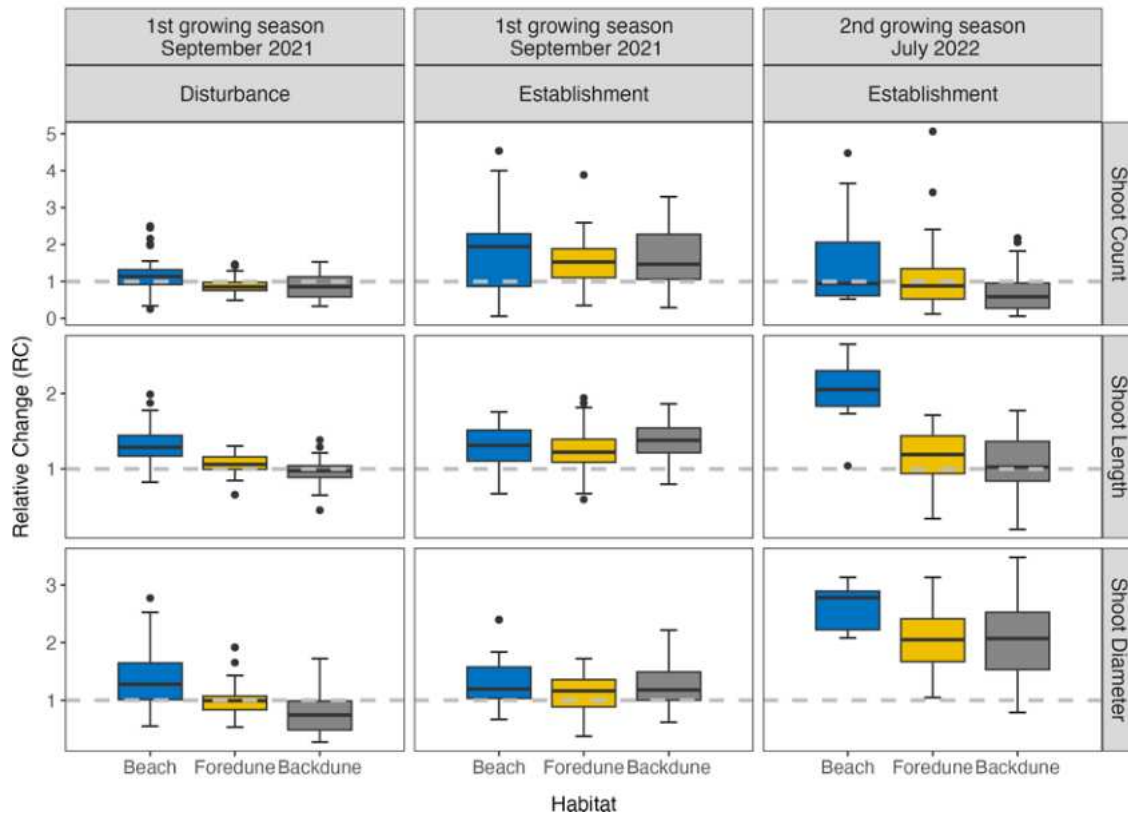 1st growing season
September 2021
1st growing season
September 2021
2nd growing season
July 2022
Disturbance
Establishment
Establishment
Relative Change (RC)
5
4
3
2
1
0
Shoot Count
2
1
Shoot Length
3
2
1
Shoot Diameter
Beach Foredune Backdune
Beach Foredune Backdune
Beach Foredune Backdune
Habitat